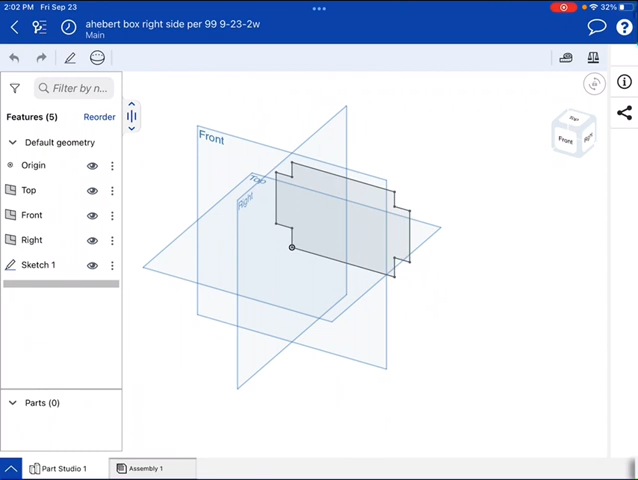 2:02 PM Fri Sep 23
32%
ahebert box right side per 99 9-23-2w
Main
Filter by n...
Features (5)
Reorder
Default geometry
Origin
Top
Front
Right
Sketch 1
Parts (0)
Front
Top
Right
Top
Front
Right
Part Studio 1
Assembly 1